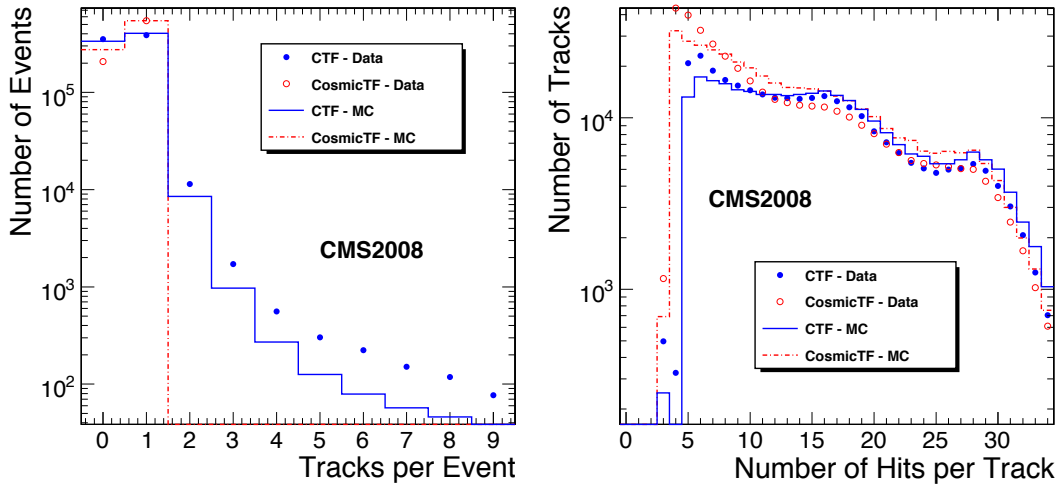 Number of Events
10^5
10^4
10^3
10^2
CTF - Data
CosmicTF - Data
CTF - MC
CosmicTF - MC
CMS2008
0 1 2 3 4 5 6 7 8 9
Tracks per Event
Number of Tracks
10^4
10^3
CMS2008
CTF - Data
CosmicTF - Data
CTF - MC
CosmicTF - MC
0 5 10 15 20 25 30
Number of Hits per Track